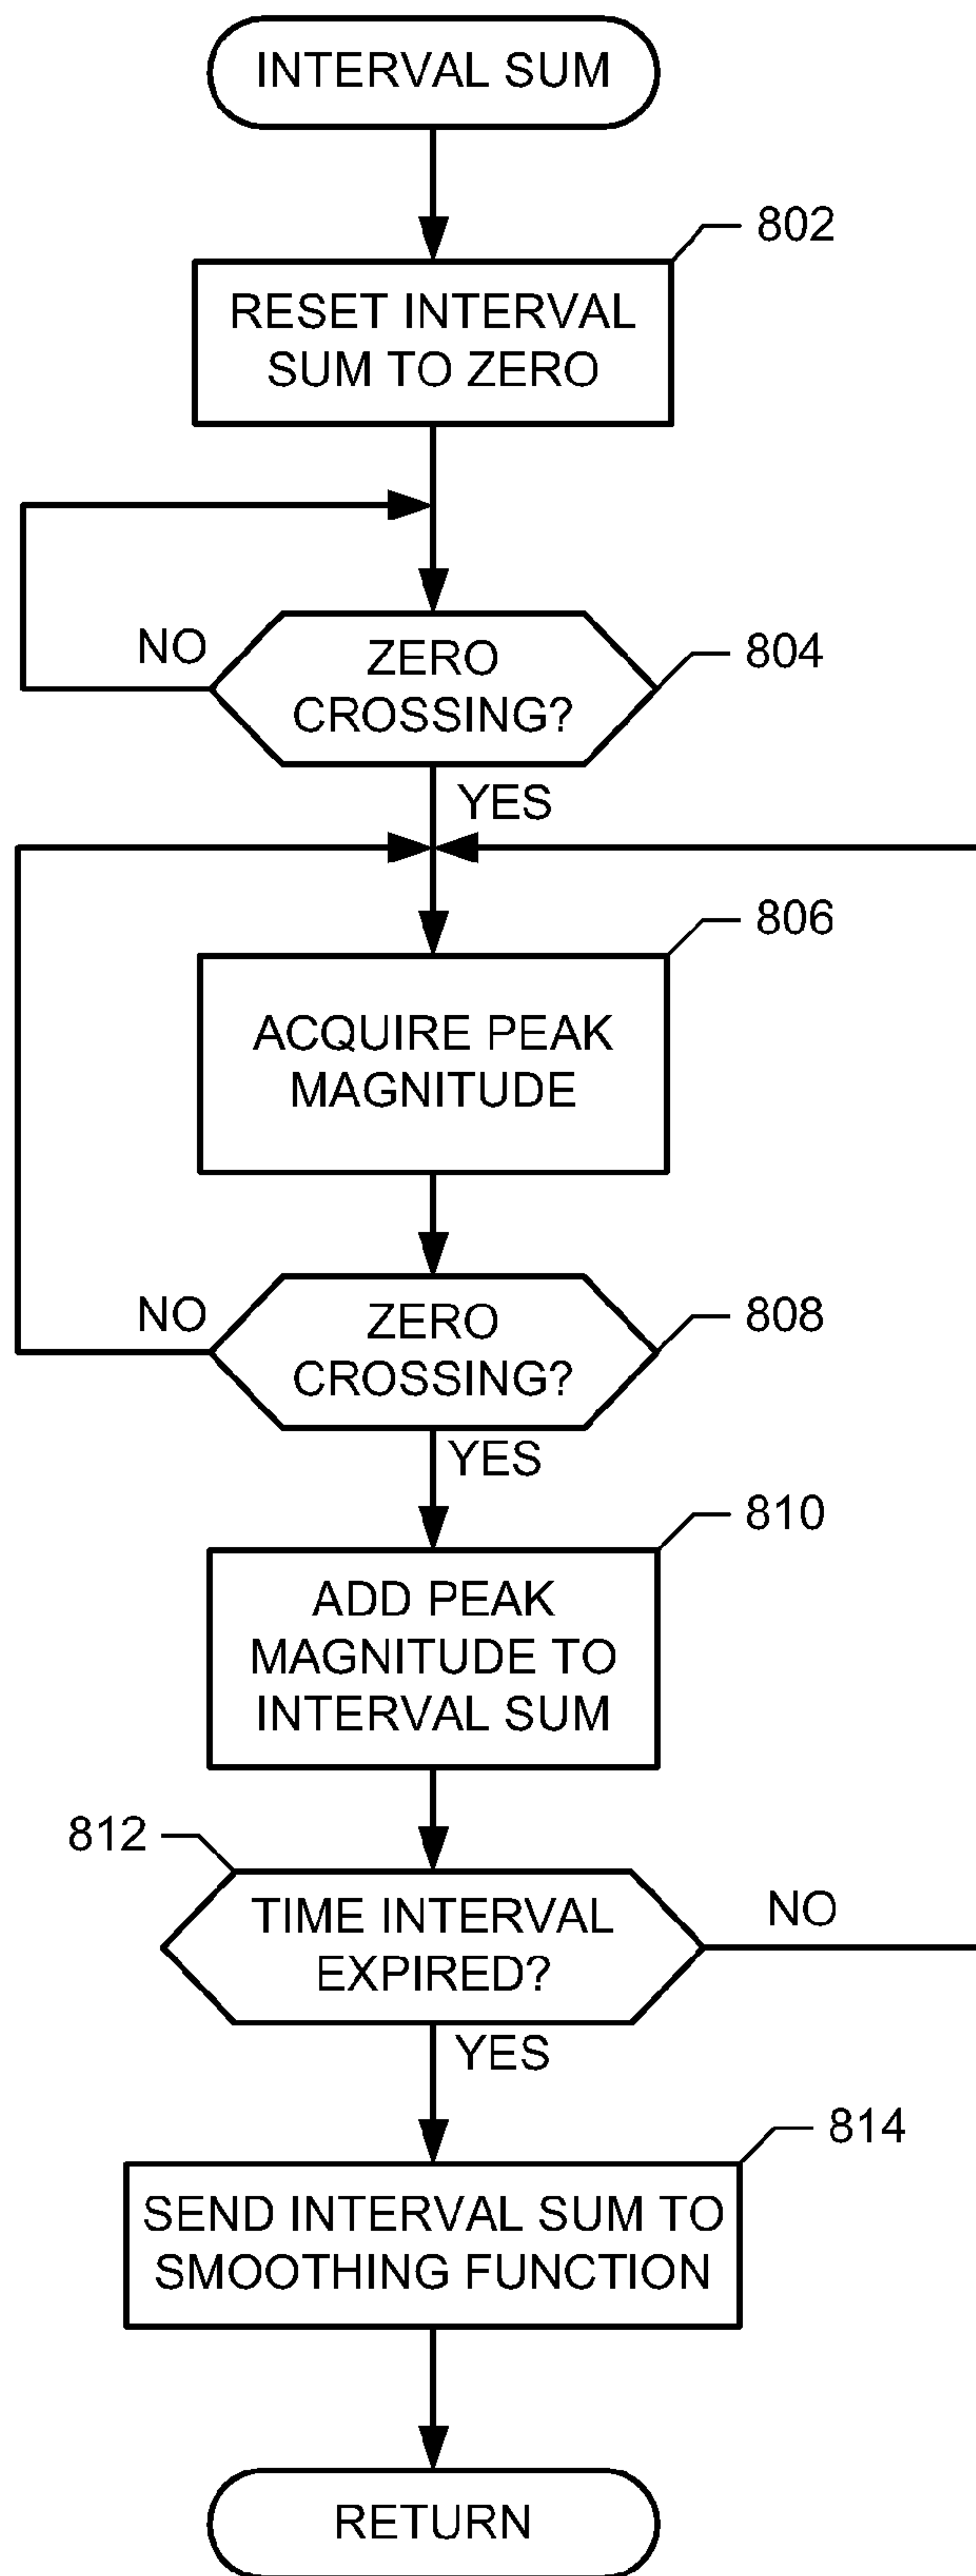 INTERVAL SUM
802
RESET INTERVAL
SUM TO ZERO
NO
ZERO
CROSSING?
804
YES
806
ACQUIRE PEAK
MAGNITUDE
NO
ZERO
CROSSING?
808
YES
810
ADD PEAK
MAGNITUDE TO
INTERVAL SUM
812
TIME INTERVAL
EXPIRED?
NO
YES
814
SEND INTERVAL SUM TO
SMOOTHING FUNCTION
RETURN